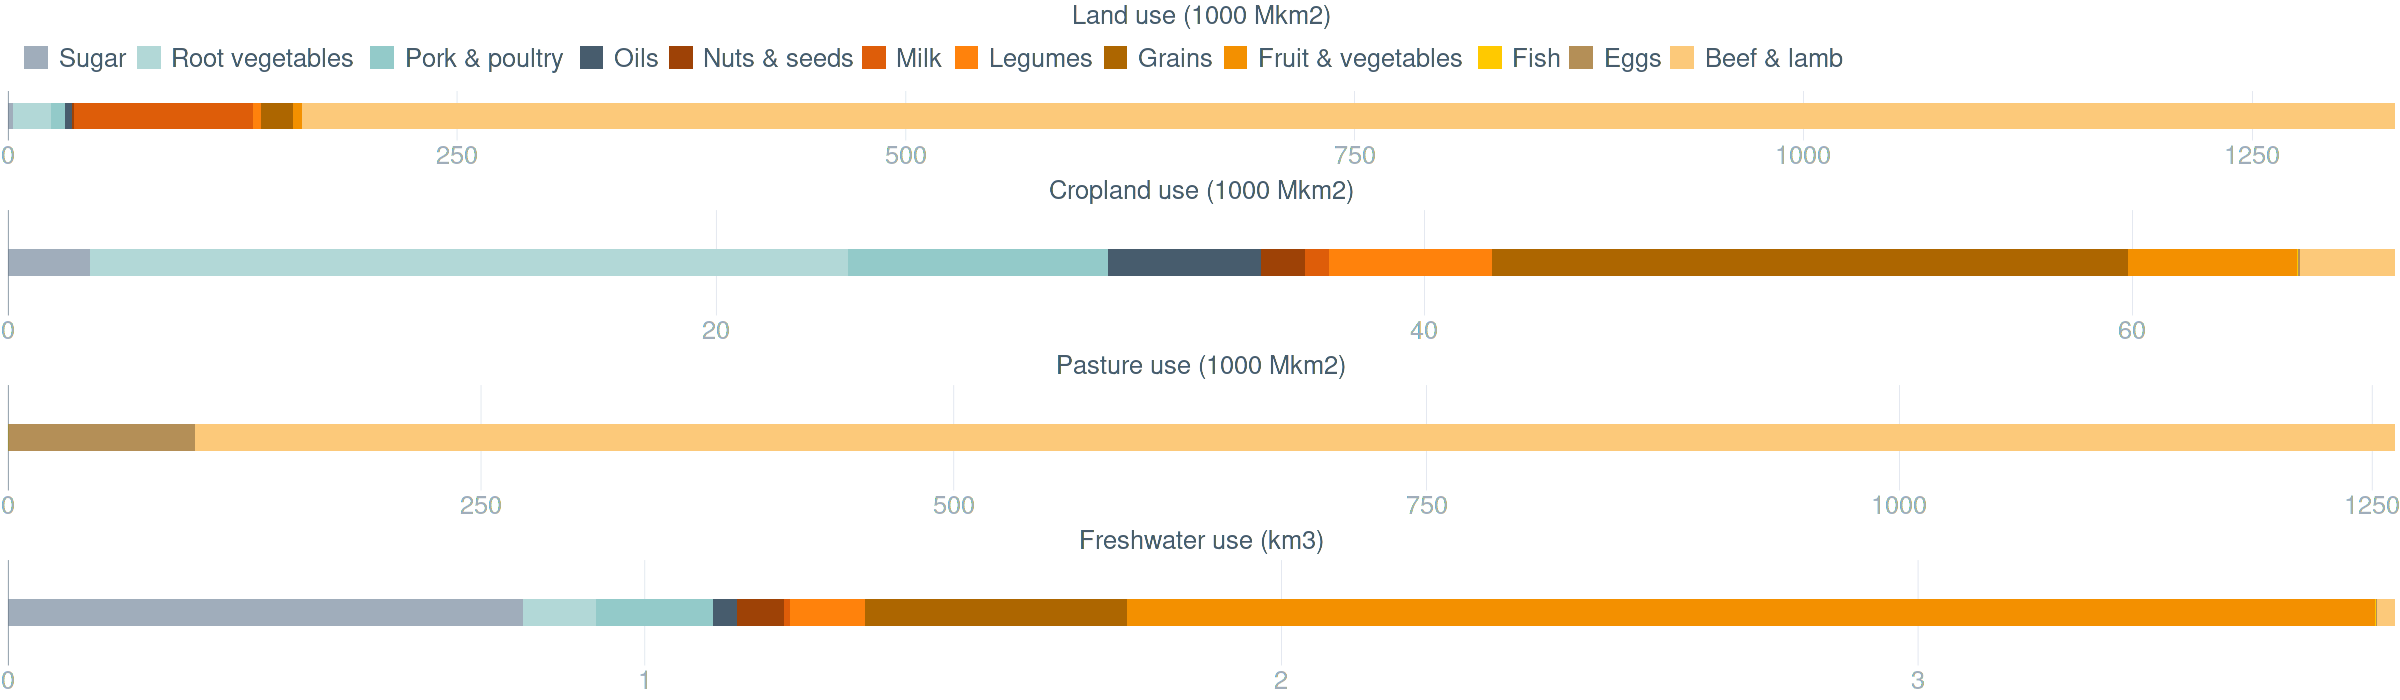 Land use (1000 Mkm2)
Sugar Root vegetables Pork & poultry Oils Nuts & seeds Milk Legumes Grains Fruit & vegetables Fish Eggs Beef & lamb
0 250 500 750 1000 1250
Cropland use (1000 Mkm2)
0 20 40 60
Pasture use (1000 Mkm2)
0 250 500 750 1000 1250
Freshwater use (km3)
0 1 2 3